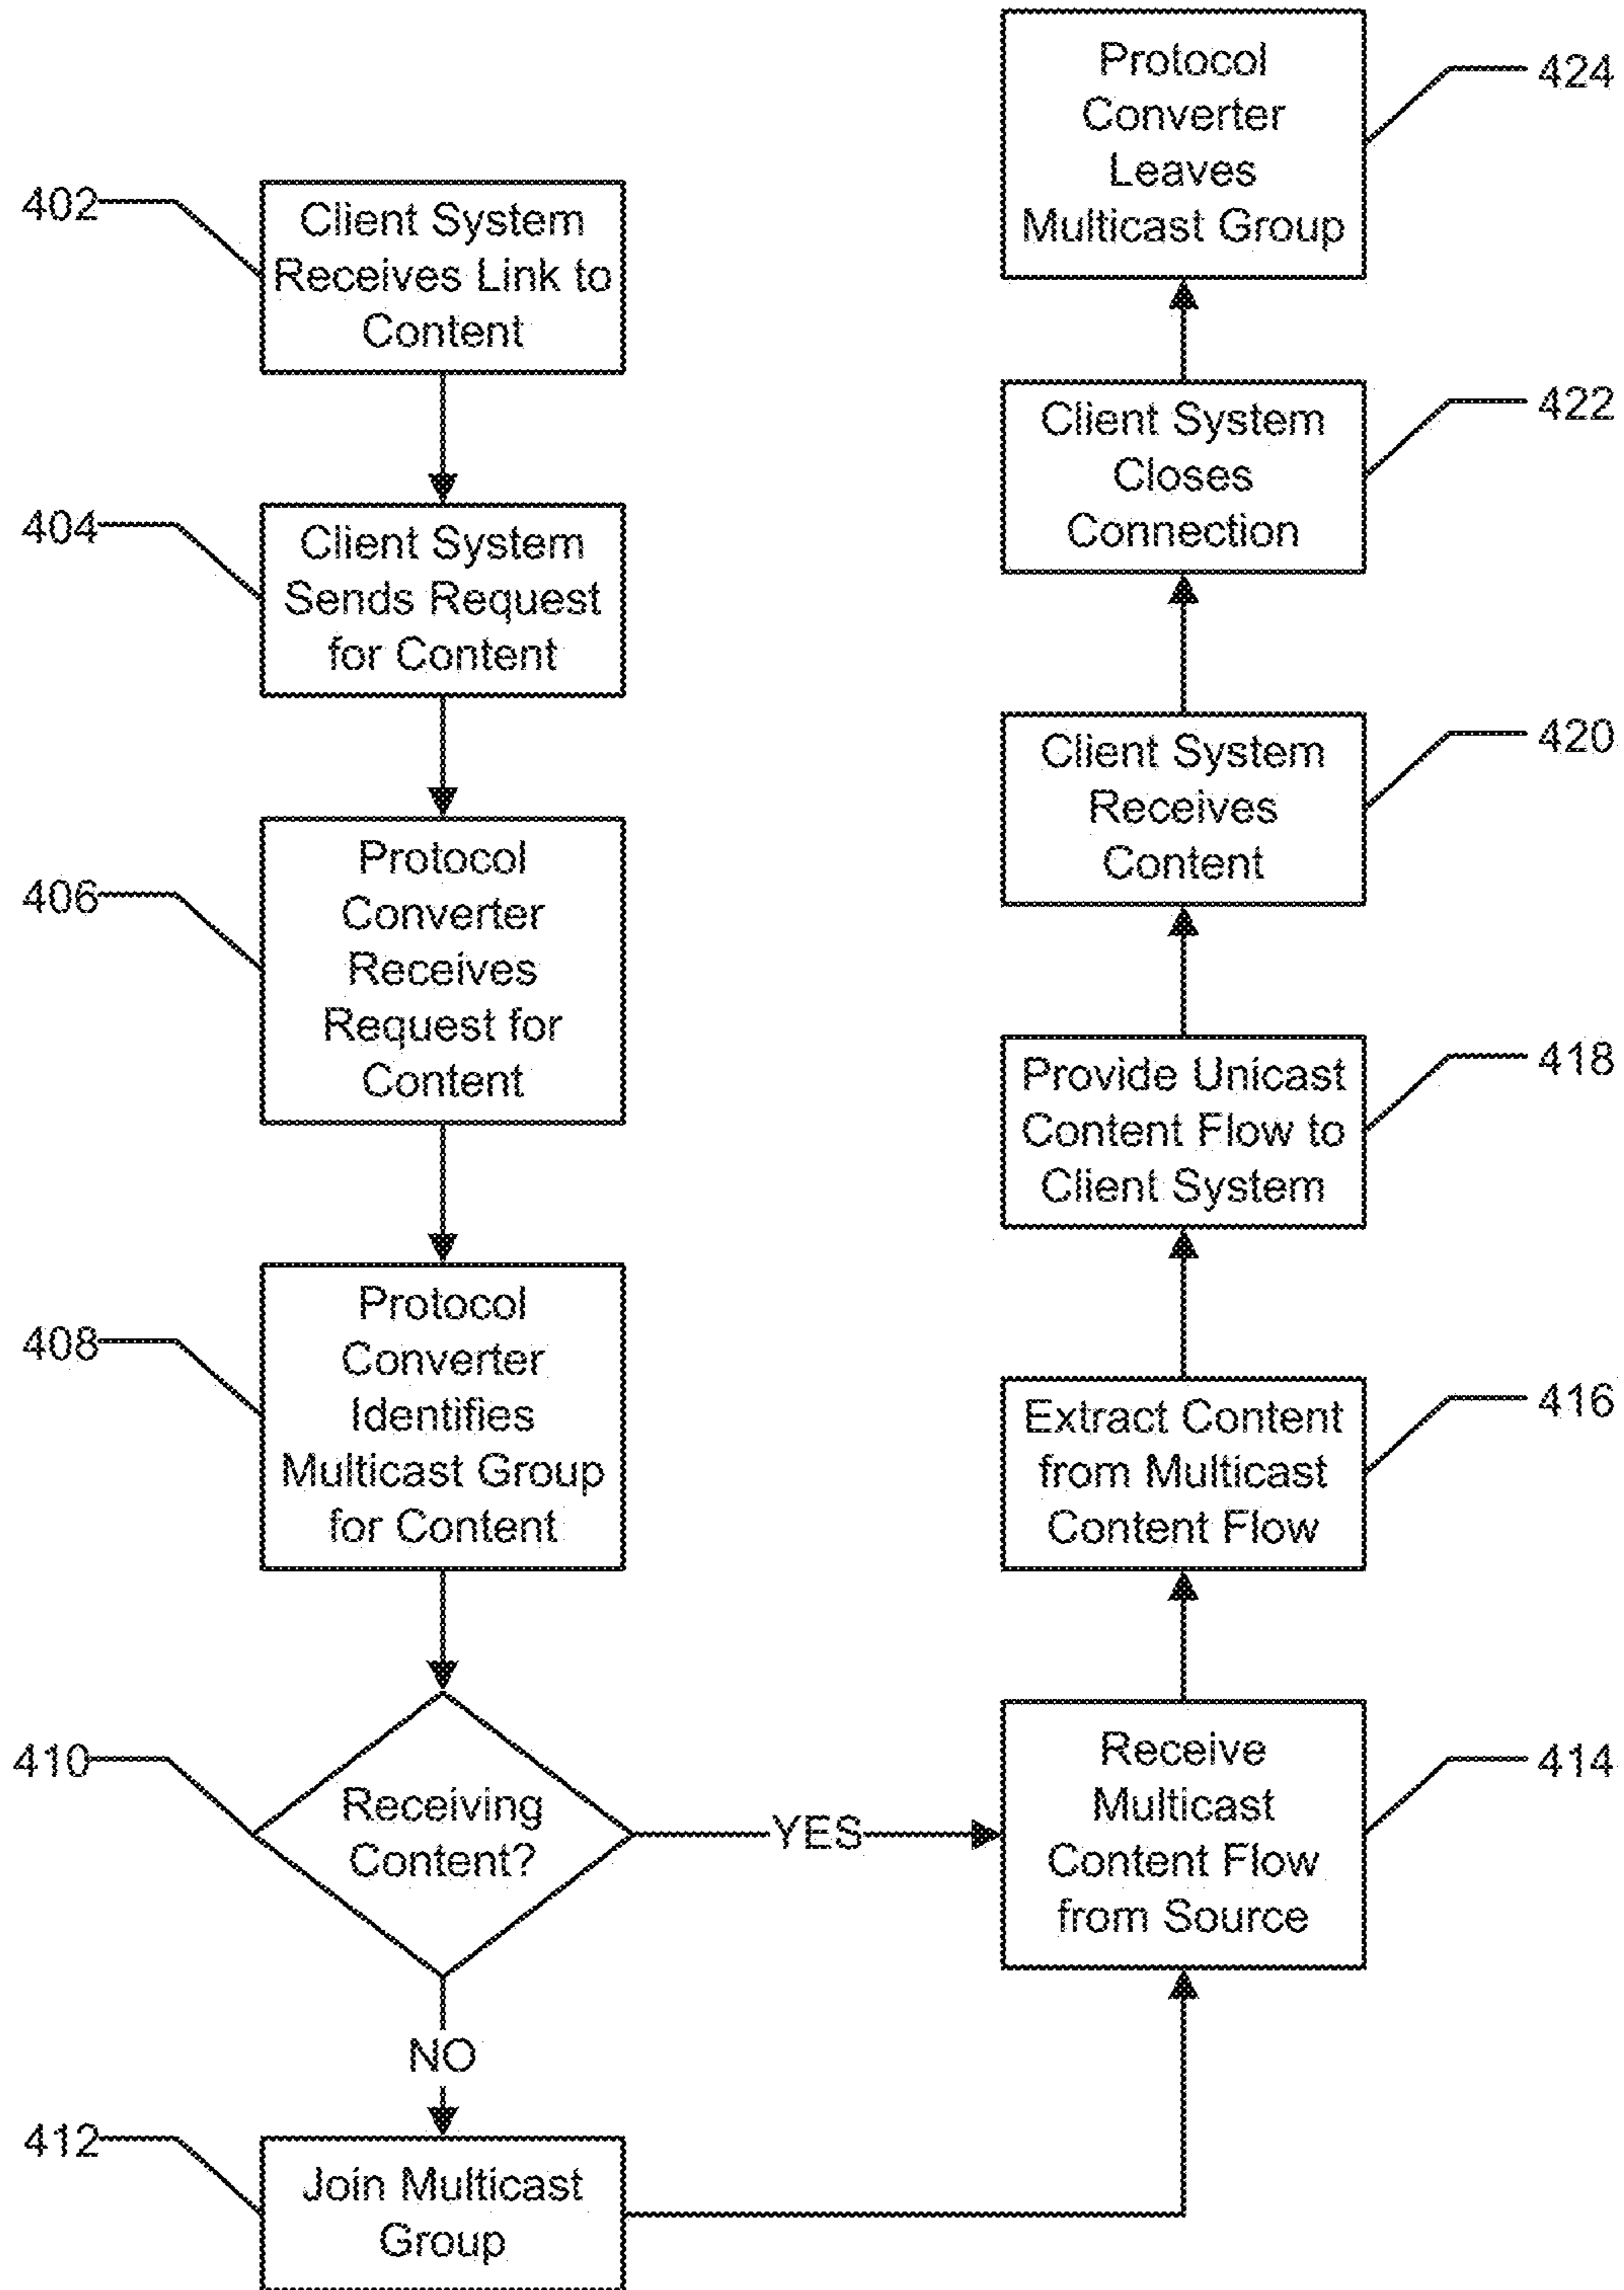 402
Client System
Receives Link to
Content
404
Client System
Sends Request
for Content
406
Protocol
Converter
Receives
Request for
Content
408
Protocol
Converter
Identifies
Multicast Group
for Content
410
Receiving
Content?
YES
NO
412
Join Multicast
Group
Receive
Multicast
Content Flow
from Source
414
Extract Content
from Multicast
Content Flow
416
Provide Unicast
Content Flow to
Client System
418
Client System
Receives
Content
420
Client System
Closes
Connection
422
Protocol
Converter
Leaves
Multicast Group
424